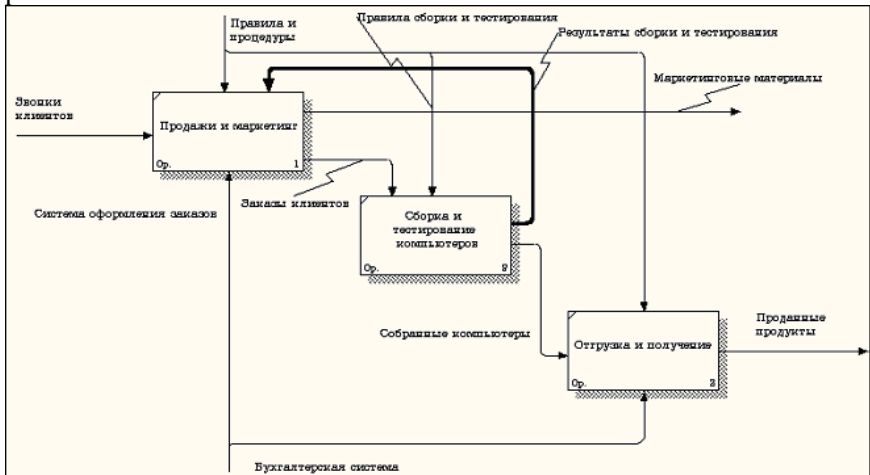 Правила и
процедуры
Правила сборки и тестирования
Результаты сборки и тестирования
Маркетинговые материалы
Звонки
клиентов
Продажи и маркетинг
0р. 1
Заказы клиентов
Система оформления заказов
Сборка и
тестирование
компьютеров
0р. 2
Собранные компьютеры
Проданные
продукты
Отгрузка и получение
0р. 3
Бухгалтерская система